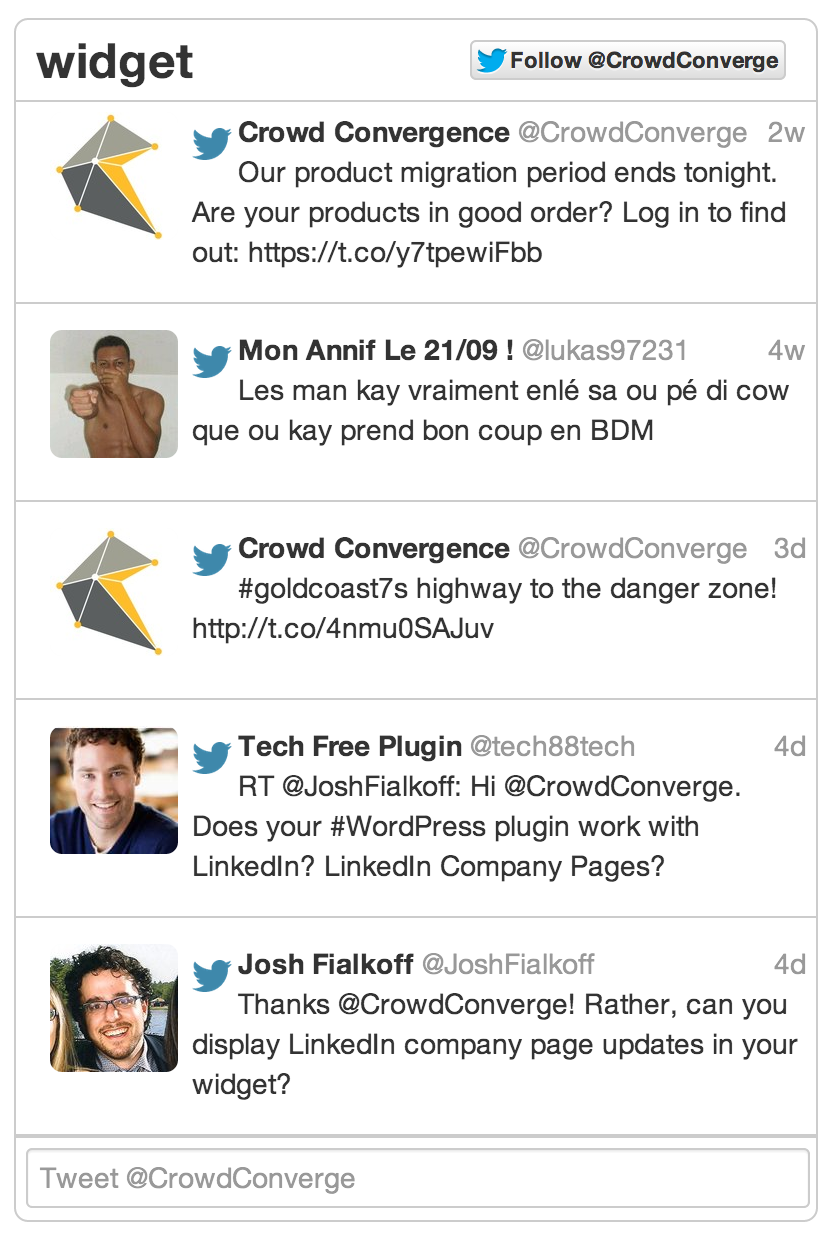 widget
Follow @CrowdConverge
Crowd Convergence @CrowdConverge 2w
Our product migration period ends tonight.
Are your products in good order? Log in to find
out: https://t.co/y7tpewiFbb
Mon Annif Le 21/09 ! @lukas97231 4w
Les man kay vraiment enlé sa ou pé di cow
que ou kay prend bon coup en BDM
Crowd Convergence @CrowdConverge 3d
#goldcoast7s highway to the danger zone!
http://t.co/4nmu0SAJuv
Tech Free Plugin @tech88tech 4d
RT @JoshFialkoff: Hi @CrowdConverge.
Does your #WordPress plugin work with
LinkedIn? LinkedIn Company Pages?
Josh Fialkoff @JoshFialkoff 4d
Thanks @CrowdConverge! Rather, can you
display LinkedIn company page updates in your
widget?
Tweet @CrowdConverge